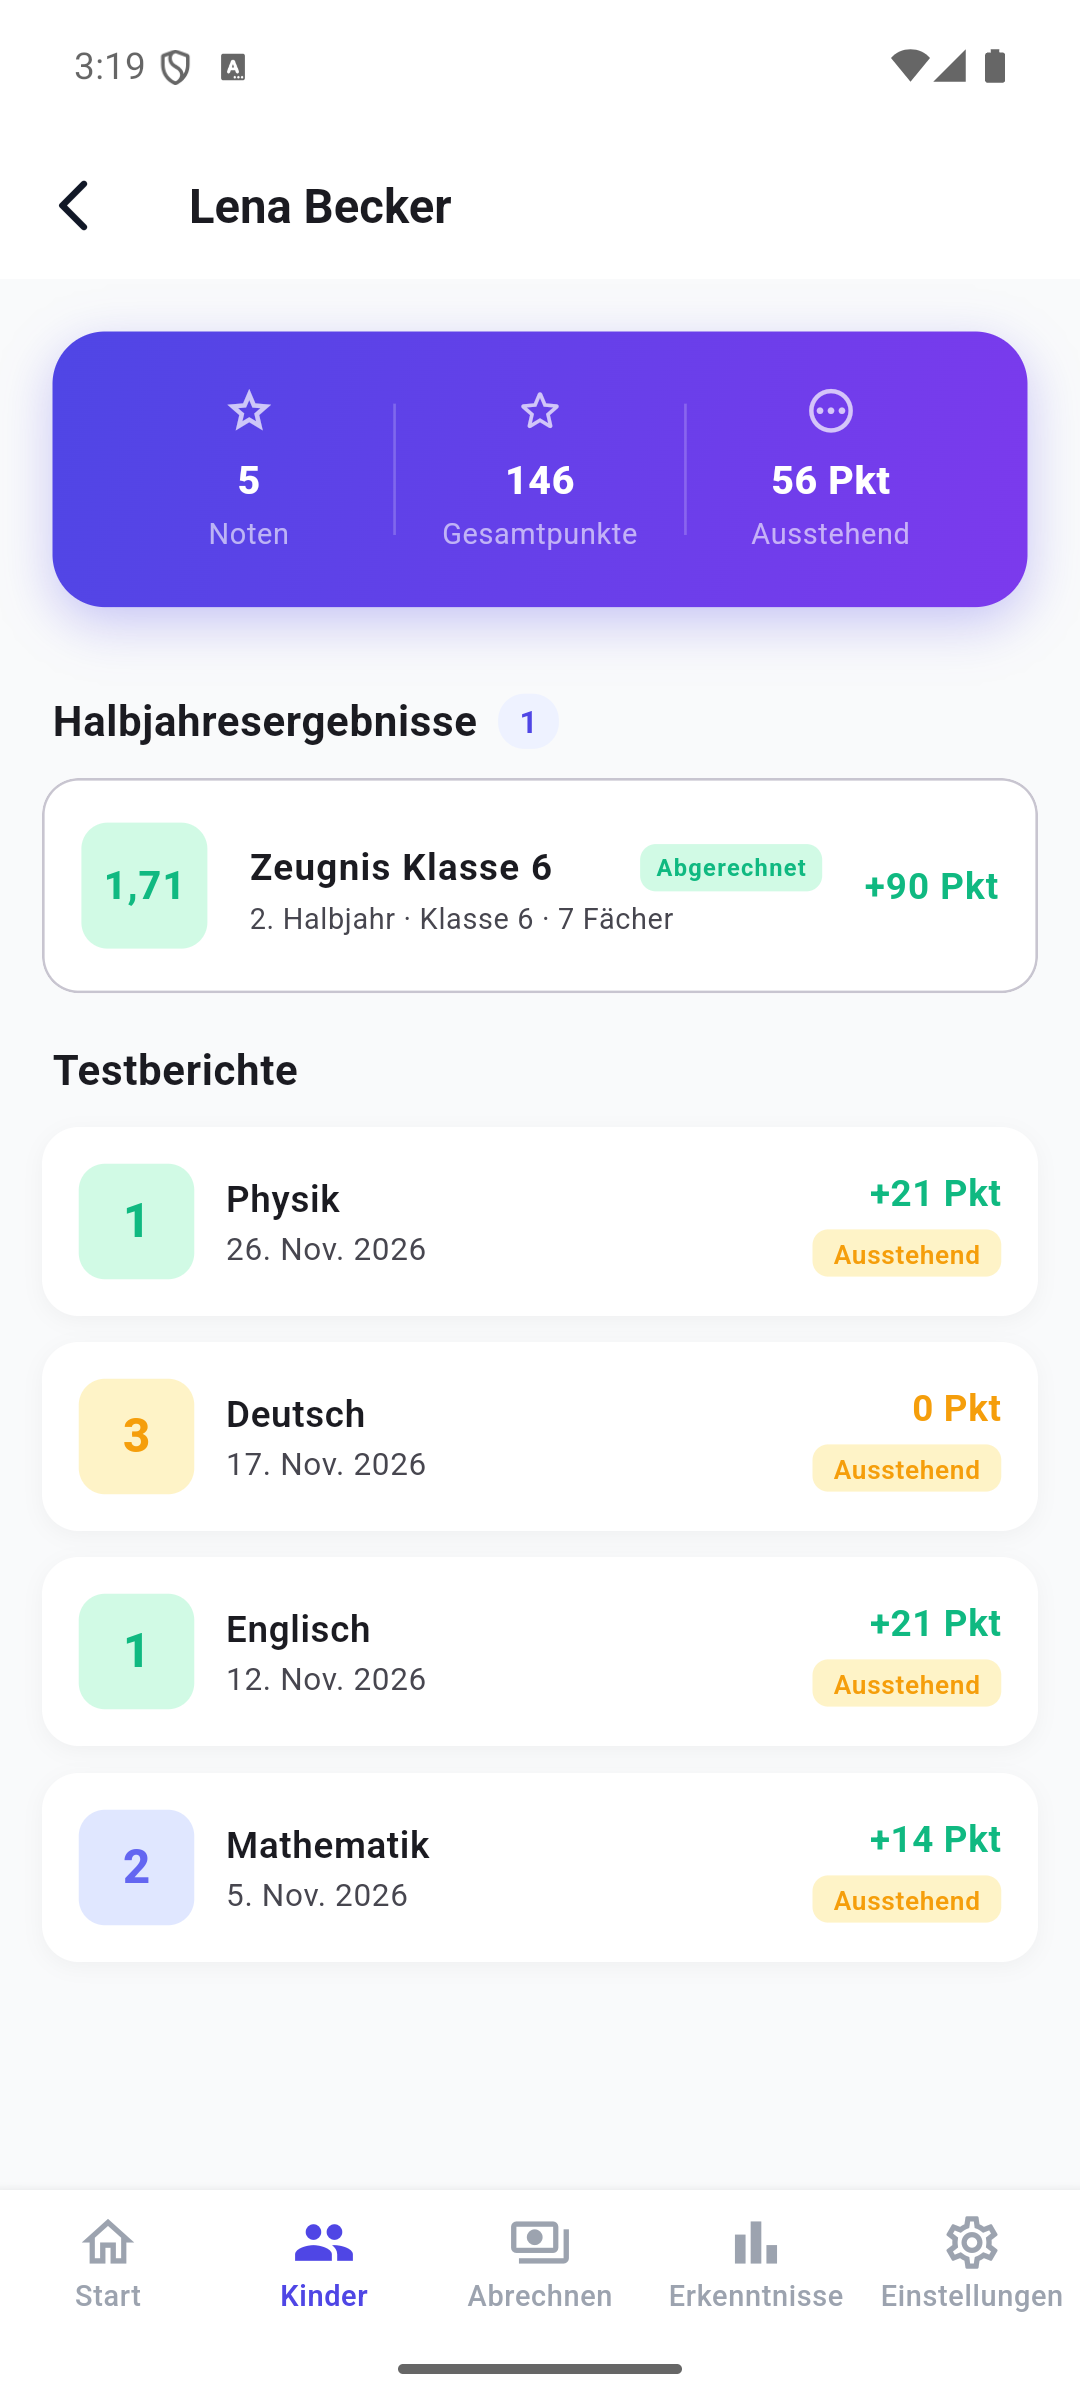 3:19
Lena Becker
5
Noten
146
Gesamtpunkte
56 Pkt
Ausstehend
Halbjahresergebnisse 1
1,71
Zeugnis Klasse 6
Abgerechnet
2. Halbjahr · Klasse 6 · 7 Fächer
+90 Pkt
Testberichte
1
Physik
26. Nov. 2026
+21 Pkt
Ausstehend
3
Deutsch
17. Nov. 2026
0 Pkt
Ausstehend
1
Englisch
12. Nov. 2026
+21 Pkt
Ausstehend
2
Mathematik
5. Nov. 2026
+14 Pkt
Ausstehend
Start
Kinder
Abrechnen
Erkenntnisse
Einstellungen